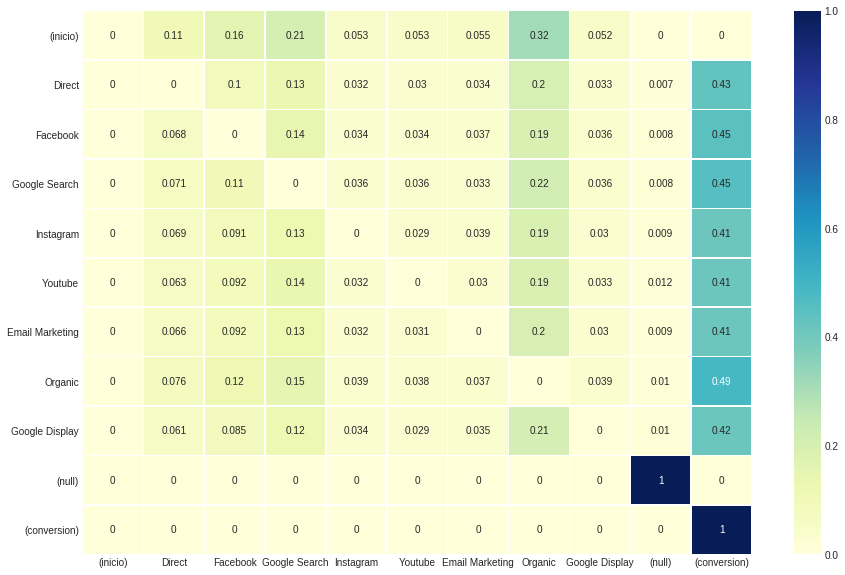 (inicio) 0 0.11 0.16 0.21 0.053 0.053 0.055 0.32 0.052 0 0
Direct 0 0 0.1 0.13 0.032 0.03 0.034 0.2 0.033 0.007 0.43
Facebook 0 0.068 0 0.14 0.034 0.034 0.037 0.19 0.036 0.008 0.45
Google Search 0 0.071 0.11 0 0.036 0.036 0.033 0.22 0.036 0.008 0.45
Instagram 0 0.069 0.091 0.13 0 0.029 0.039 0.19 0.03 0.009 0.41
Youtube 0 0.063 0.092 0.14 0.032 0 0.03 0.19 0.033 0.012 0.41
Email Marketing 0 0.066 0.092 0.13 0.032 0.031 0 0.2 0.03 0.009 0.41
Organic 0 0.076 0.12 0.15 0.039 0.038 0.037 0 0.039 0.01 0.49
Google Display 0 0.061 0.085 0.12 0.034 0.029 0.035 0.21 0 0.01 0.42
(null) 0 0 0 0 0 0 0 0 0 1 0
(conversion) 0 0 0 0 0 0 0 0 0 0 1
(inicio) Direct Facebook Google Search Instagram Youtube Email Marketing Organic Google Display (null) (conversion)
1.0
0.8
0.6
0.4
0.2
0.0